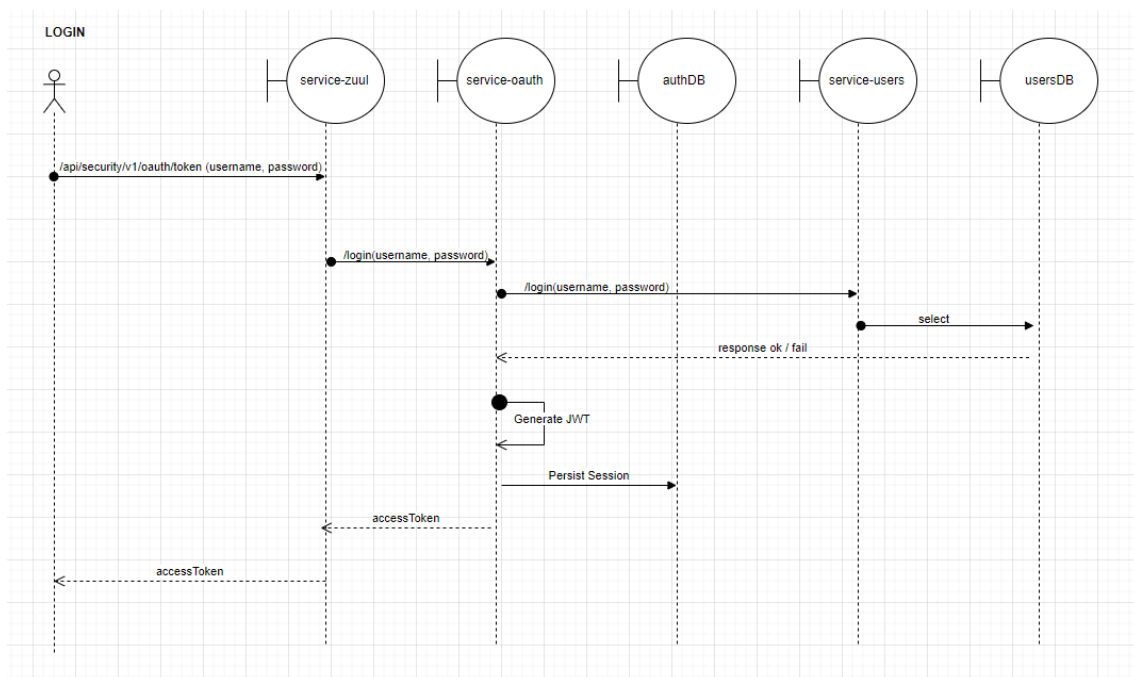 LOGIN
service-zuul
service-oauth
authDB
service-users
usersDB
/api/security/v1/oauth/token (username, password)
/login(username, password)
/login(username, password)
select
response ok / fail
Generate JWT
Persist Session
accessToken
accessToken